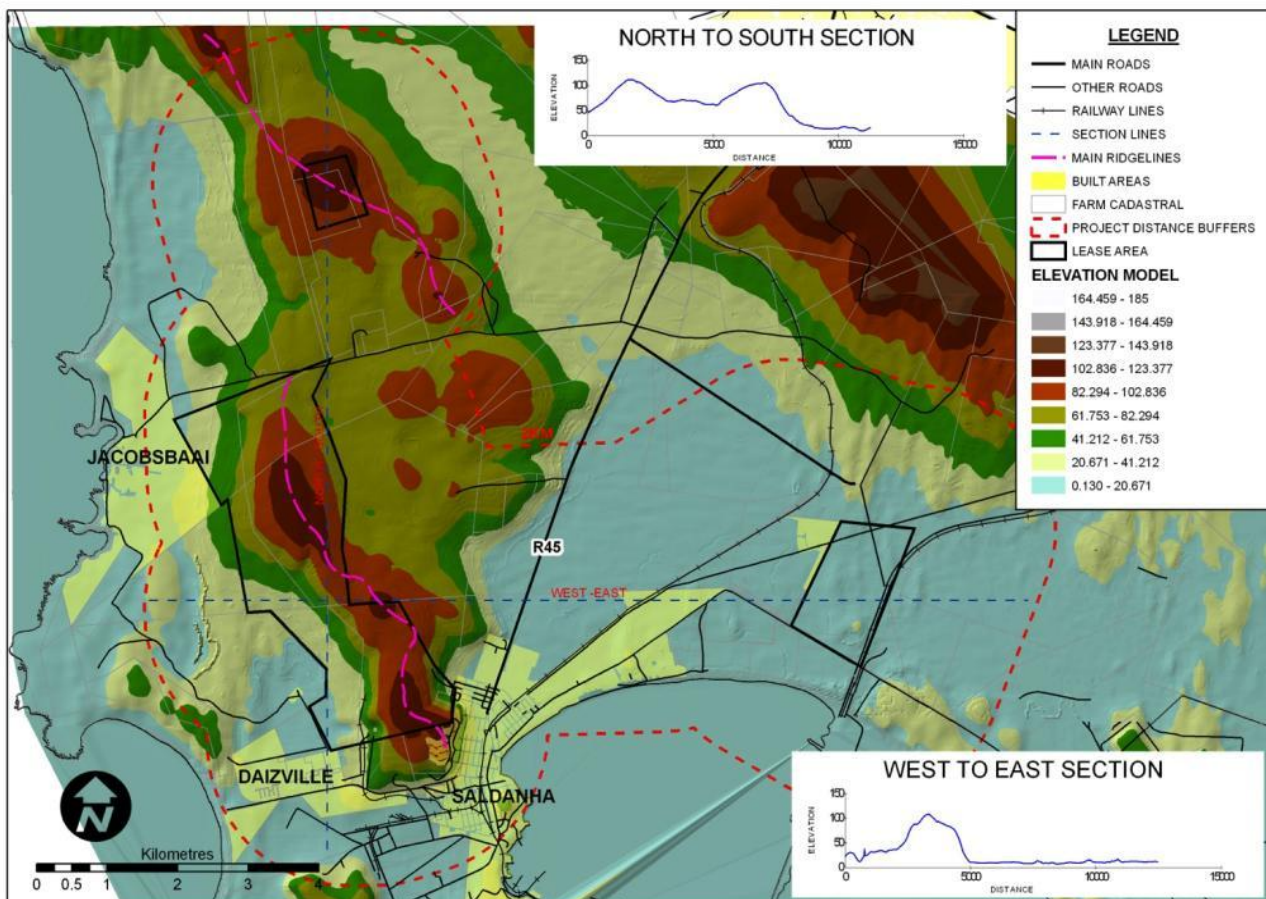 NORTH TO SOUTH SECTION
ELEVATION
150
100
50
0
0
5000
10000
15000
DISTANCE
LEGEND
MAIN ROADS
OTHER ROADS
RAILWAY LINES
SECTION LINES
MAIN RIDGELINES
BUILT AREAS
FARM CADASTRAL
PROJECT DISTANCE BUFFERS
LEASE AREA
ELEVATION MODEL
164.459 - 185
143.918 - 164.459
123.377 - 143.918
102.836 - 123.377
82.294 - 102.836
61.753 - 82.294
41.212 - 61.753
20.671 - 41.212
0.130 - 20.671
JACOBSBAAI
R45
WEST -EAST
DAIZVILLE
SALDANHA
N
Kilometres
0 0.5 1 2 3 4
WEST TO EAST SECTION
ELEVATION
150
100
50
0
0
5000
10000
15000
DISTANCE